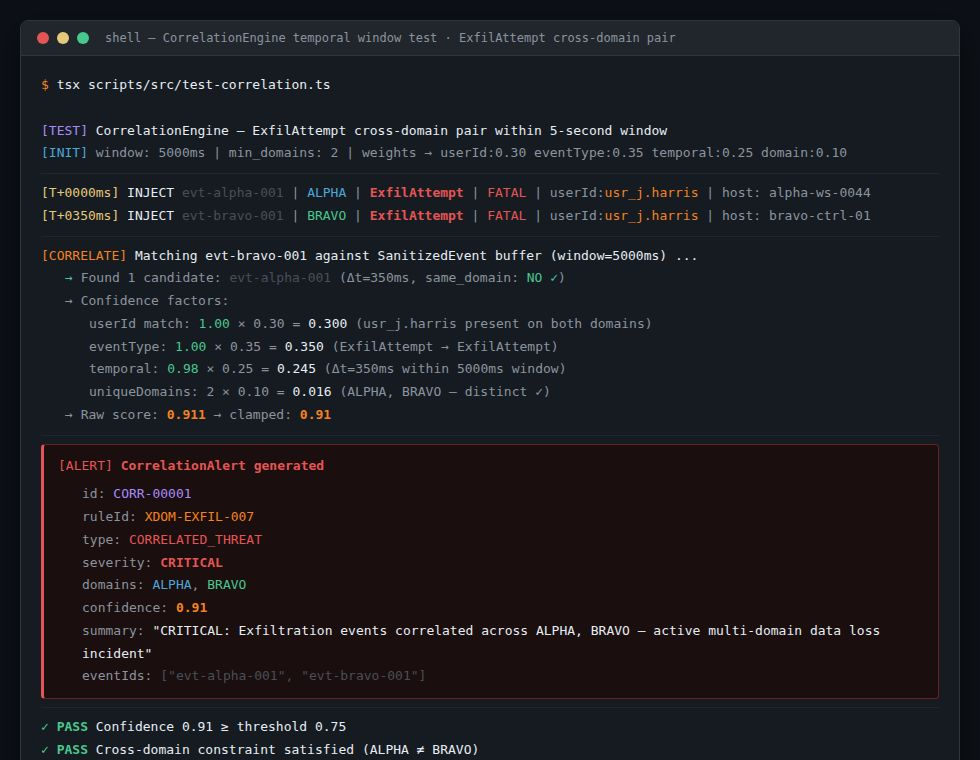 shell — CorrelationEngine temporal window test · ExfilAttempt cross-domain pair
$ tsx scripts/src/test-correlation.ts
[TEST] CorrelationEngine — ExfilAttempt cross-domain pair within 5-second window
[INIT] window: 5000ms | min_domains: 2 | weights → userId:0.30 eventType:0.35 temporal:0.25 domain:0.10
[T+0000ms] INJECT evt-alpha-001 | ALPHA | ExfilAttempt | FATAL | userId:usr_j.harris | host: alpha-ws-0044
[T+0350ms] INJECT evt-bravo-001 | BRAVO | ExfilAttempt | FATAL | userId:usr_j.harris | host: bravo-ctrl-01
[CORRELATE] Matching evt-bravo-001 against SanitizedEvent buffer (window=5000ms) ...
→ Found 1 candidate: evt-alpha-001 (Δt=350ms, same_domain: NO ✓)
→ Confidence factors:
userId match: 1.00 × 0.30 = 0.300 (usr_j.harris present on both domains)
eventType: 1.00 × 0.35 = 0.350 (ExfilAttempt → ExfilAttempt)
temporal: 0.98 × 0.25 = 0.245 (Δt=350ms within 5000ms window)
uniqueDomains: 2 × 0.10 = 0.016 (ALPHA, BRAVO — distinct ✓)
→ Raw score: 0.911 → clamped: 0.91
[ALERT] CorrelationAlert generated
id: CORR-00001
ruleId: XDOM-EXFIL-007
type: CORRELATED_THREAT
severity: CRITICAL
domains: ALPHA, BRAVO
confidence: 0.91
summary: "CRITICAL: Exfiltration events correlated across ALPHA, BRAVO — active multi-domain data loss
incident"
eventIds: ["evt-alpha-001", "evt-bravo-001"]
✓ PASS Confidence 0.91 ≥ threshold 0.75
✓ PASS Cross-domain constraint satisfied (ALPHA ≠ BRAVO)